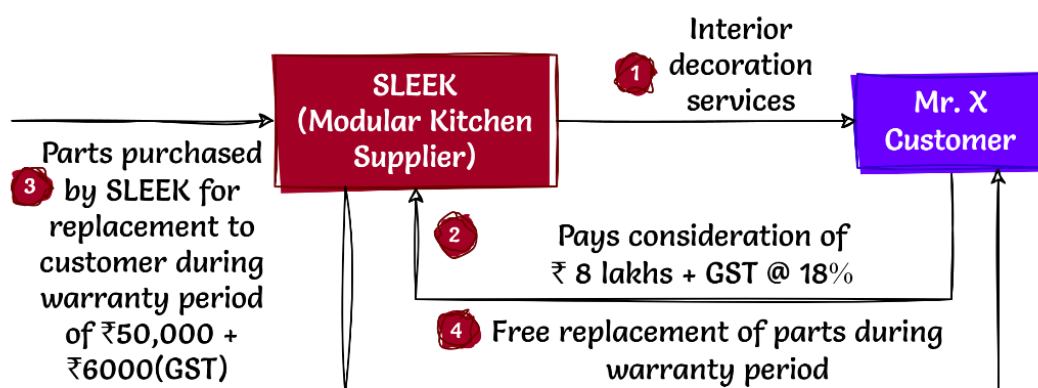 SLEEK
(Modular Kitchen
Supplier)
1
Interior
decoration
services
Mr. X
Customer
3
Parts purchased
by SLEEK for
replacement to
customer during
warranty period
of ₹50,000 +
₹6000(GST)
2
Pays consideration of
₹ 8 lakhs + GST @ 18%
4
Free replacement of parts during
warranty period